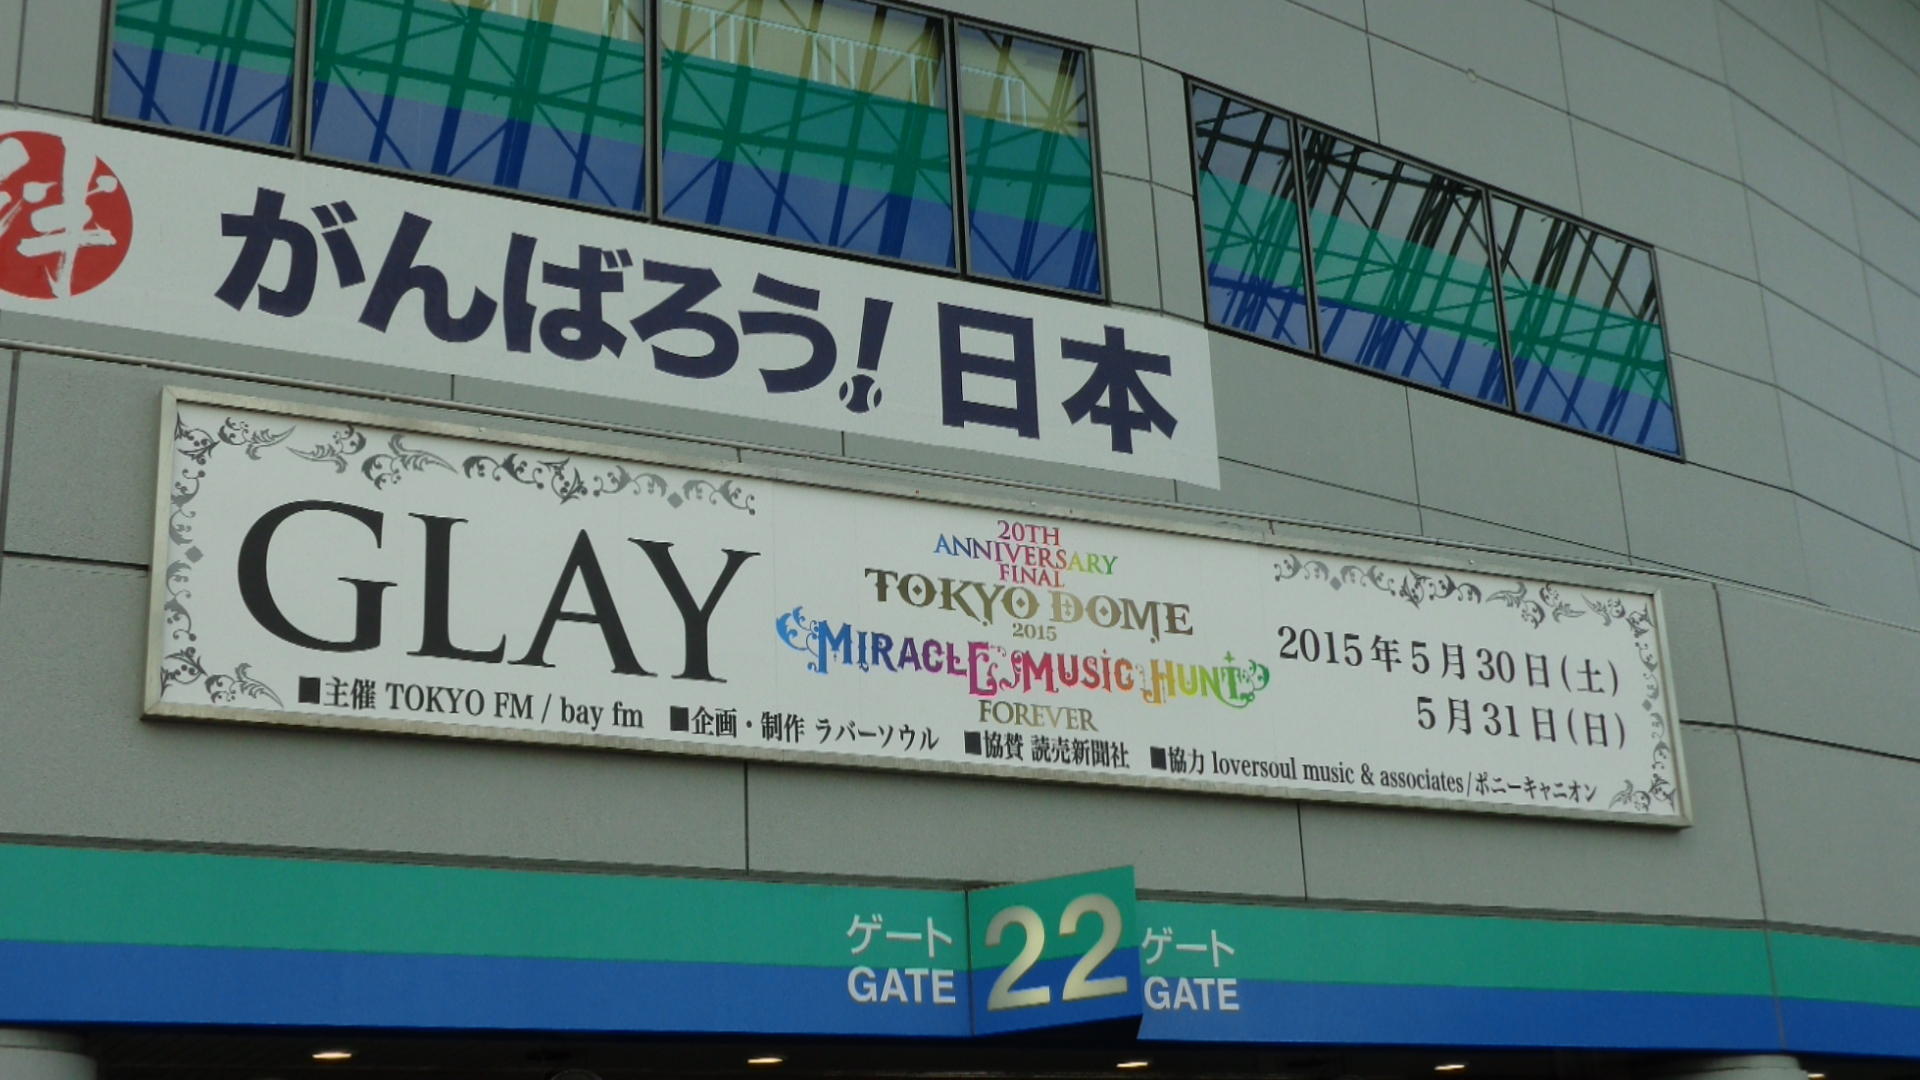 絆 がんばろう!日本
GLAY
20TH
ANNIVERSARY
FINAL
TOKYO DOME
2015
MIRACLE MUSIC HUNT
FOREVER
2015年5月30日(土)
5月31日(日)
■主催 TOKYO FM / bay fm ■企画・制作 ラバーソウル ■協賛 読売新聞社 ■協力 loversoul music & associates/ポニーキャニオン
ゲート 22 ゲート
GATE GATE